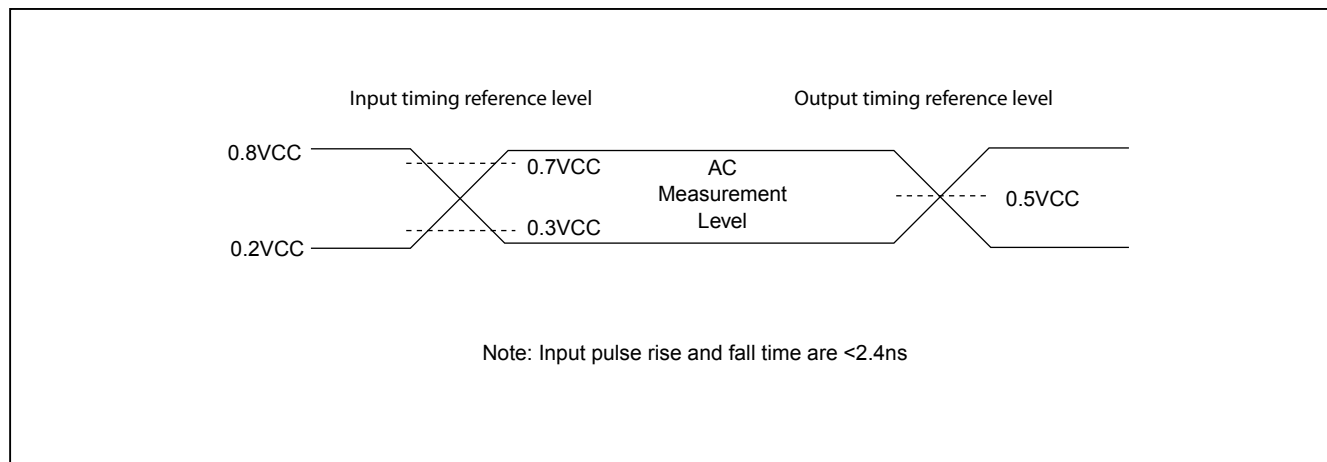 Input timing reference level
Output timing reference level
0.8VCC
0.7VCC
AC
Measurement
Level
0.5VCC
0.3VCC
0.2VCC
Note: Input pulse rise and fall time are <2.4ns